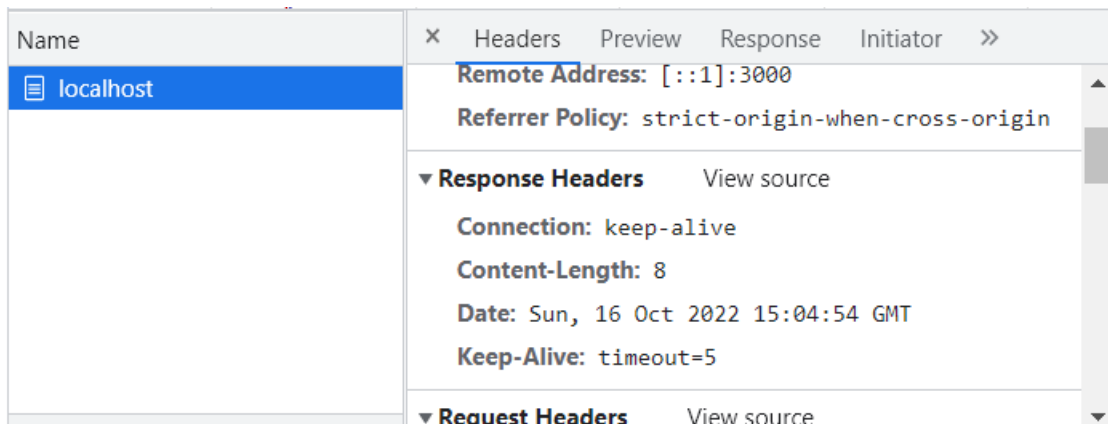 Name
localhost
× Headers Preview Response Initiator »
Remote Address: [::1]:3000
Referrer Policy: strict-origin-when-cross-origin
▼ Response Headers View source
Connection: keep-alive
Content-Length: 8
Date: Sun, 16 Oct 2022 15:04:54 GMT
Keep-Alive: timeout=5
▼ Request Headers View source